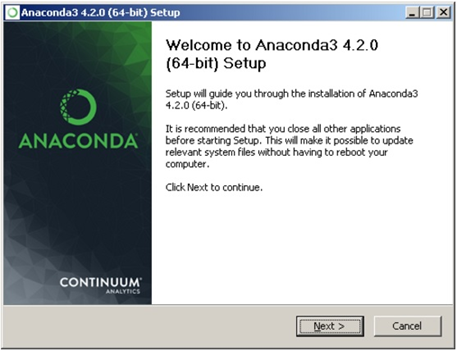 Anaconda3 4.2.0 (64-bit) Setup
Welcome to Anaconda3 4.2.0
(64-bit) Setup
Setup will guide you through the installation of Anaconda3
4.2.0 (64-bit).
It is recommended that you close all other applications
before starting Setup. This will make it possible to update
relevant system files without having to reboot your
computer.
Click Next to continue.
ANACONDA
CONTINUUM
ANALYTICS
Next >
Cancel